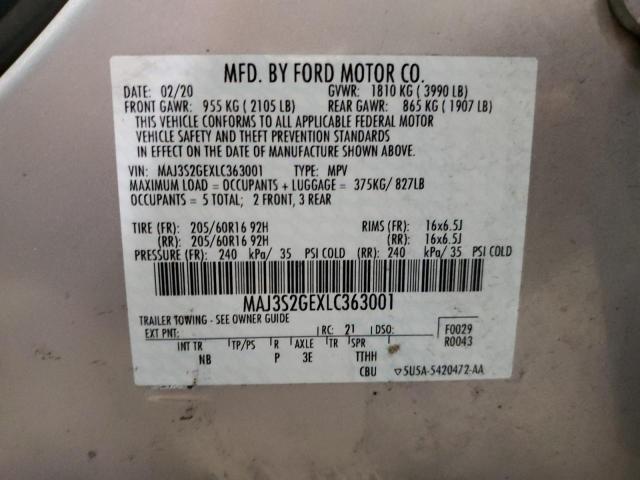 MFD. BY FORD MOTOR CO.
DATE: 02/20 GVWR: 1810 KG ( 3990 LB)
FRONT GAWR: 955 KG ( 2105 LB) REAR GAWR: 865 KG ( 1907 LB)
THIS VEHICLE CONFORMS TO ALL APPLICABLE FEDERAL MOTOR
VEHICLE SAFETY AND THEFT PREVENTION STANDARDS
IN EFFECT ON THE DATE OF MANUFACTURE SHOWN ABOVE.
VIN: MAJ3S2GEXLC363001 TYPE: MPV
MAXIMUM LOAD = OCCUPANTS + LUGGAGE = 375KG/ 827LB
OCCUPANTS = 5 TOTAL; 2 FRONT, 3 REAR
TIRE (FR): 205/60R16 92H RIMS (FR): 16x6.5J
(RR): 205/60R16 92H (RR): 16x6.5J
PRESSURE (FR): 240 kPa/ 35 PSI COLD (RR): 240 kPa/ 35 PSI COLD
MAJ3S2GEXLC363001
TRAILER TOWING - SEE OWNER GUIDE
EXT PNT: RC: 21 DSO: F0029
R0043
INT TR TP/PS R AXLE TR SPR
NB P 3E TTHH
CBU ▽5U5A-5420472-AA